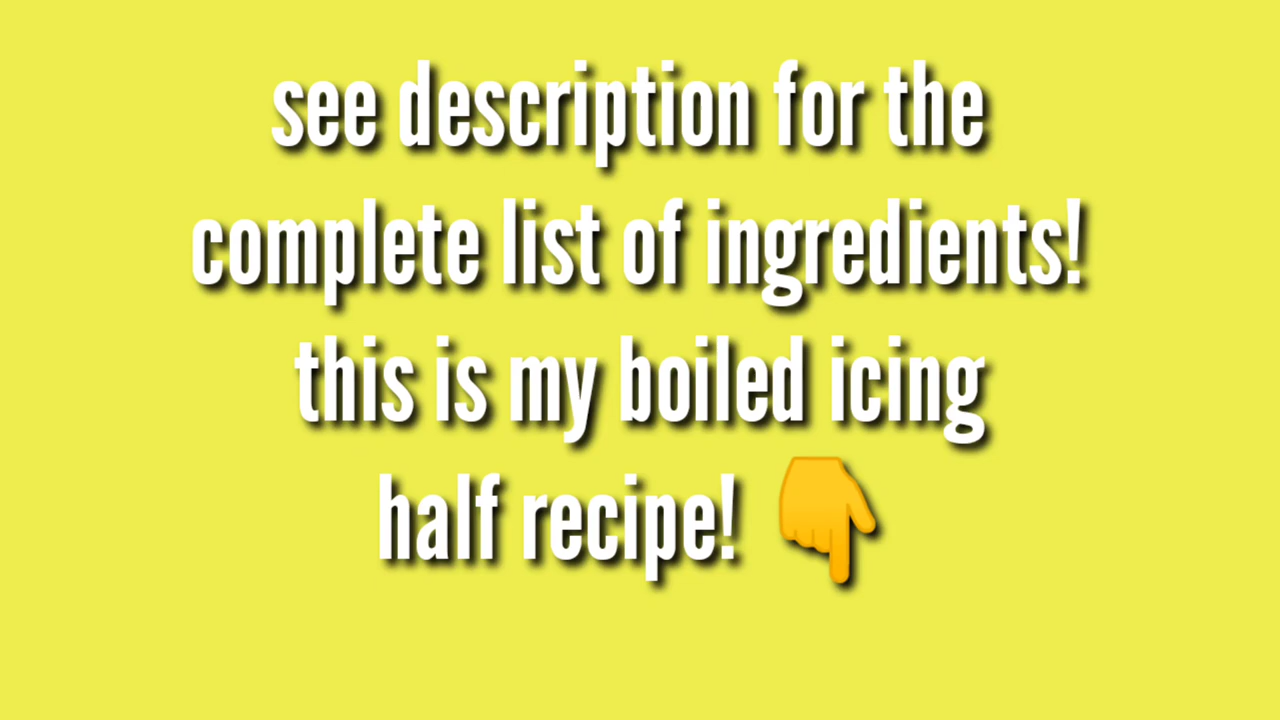 see description for the
complete list of ingredients!
this is my boiled icing
half recipe! 👇